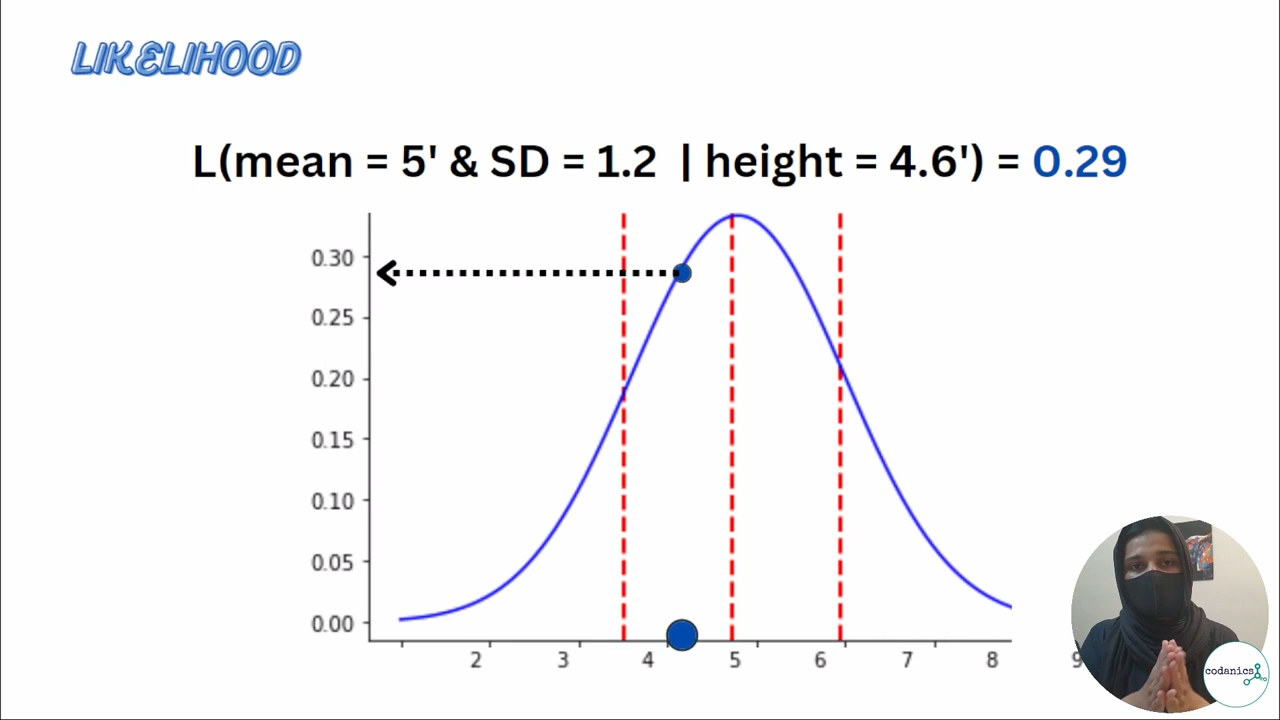 LIKELIHOOD
L(mean = 5' & SD = 1.2 | height = 4.6') = 0.29
0.30
0.25
0.20
0.15
0.10
0.05
0.00
2 3 4 5 6 7 8 9
codanics